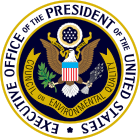 EXECUTIVE OFFICE OF THE PRESIDENT OF THE UNITED STATES
COUNCIL ON ENVIRONMENTAL QUALITY